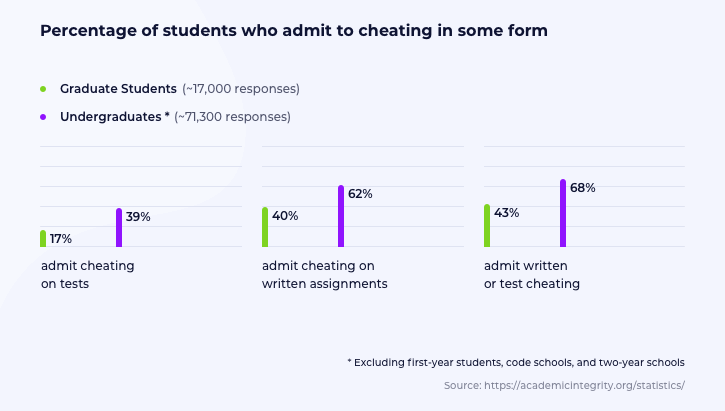 Percentage of students who admit to cheating in some form
Graduate Students (~17,000 responses)
Undergraduates * (~71,300 responses)
17%
39%
40%
62%
43%
68%
admit cheating
on tests
admit cheating on
written assignments
admit written
or test cheating
* Excluding first-year students, code schools, and two-year schools
Source: https://academicintegrity.org/statistics/